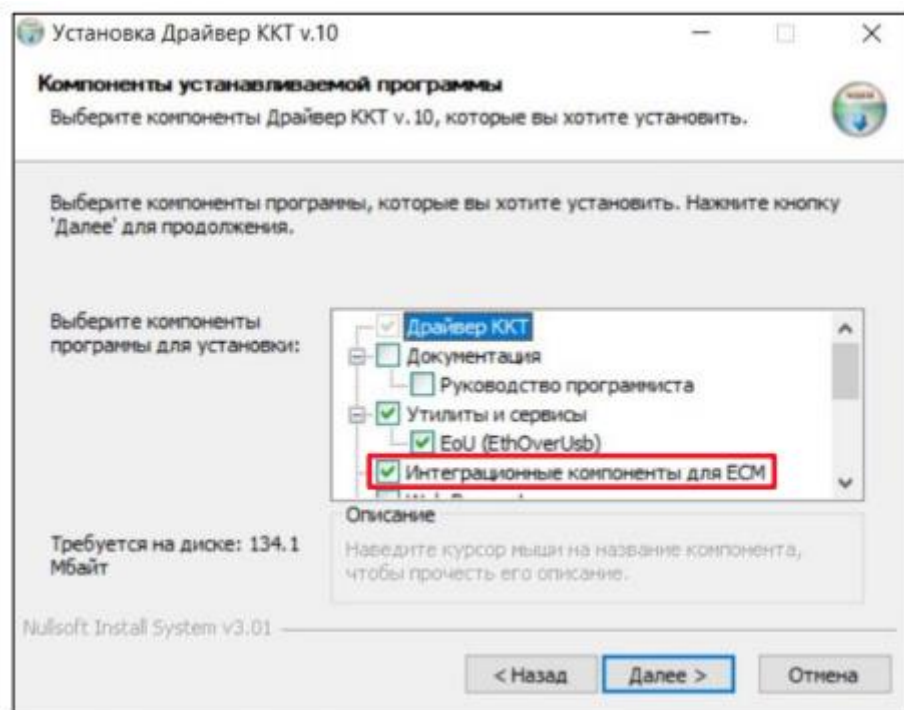 Установка Драйвер ККТ v.10
Компоненты устанавливаемой программы
Выберите компоненты Драйвер ККТ v.10, которые вы хотите установить.
Выберите компоненты программы, которые вы хотите установить. Нажмите кнопку
'Далее' для продолжения.
Выберите компоненты
программы для установки:
Драйвер ККТ
Документация
Руководство программиста
Утилиты и сервисы
EoU (EthOverUsb)
Интеграционные компоненты для ECM
Требуется на диске: 134.1
Мбайт
Описание
Наведите курсор мыши на название компонента,
чтобы прочесть его описание.
Nullsoft Install System v3.01
< Назад
Далее >
Отмена